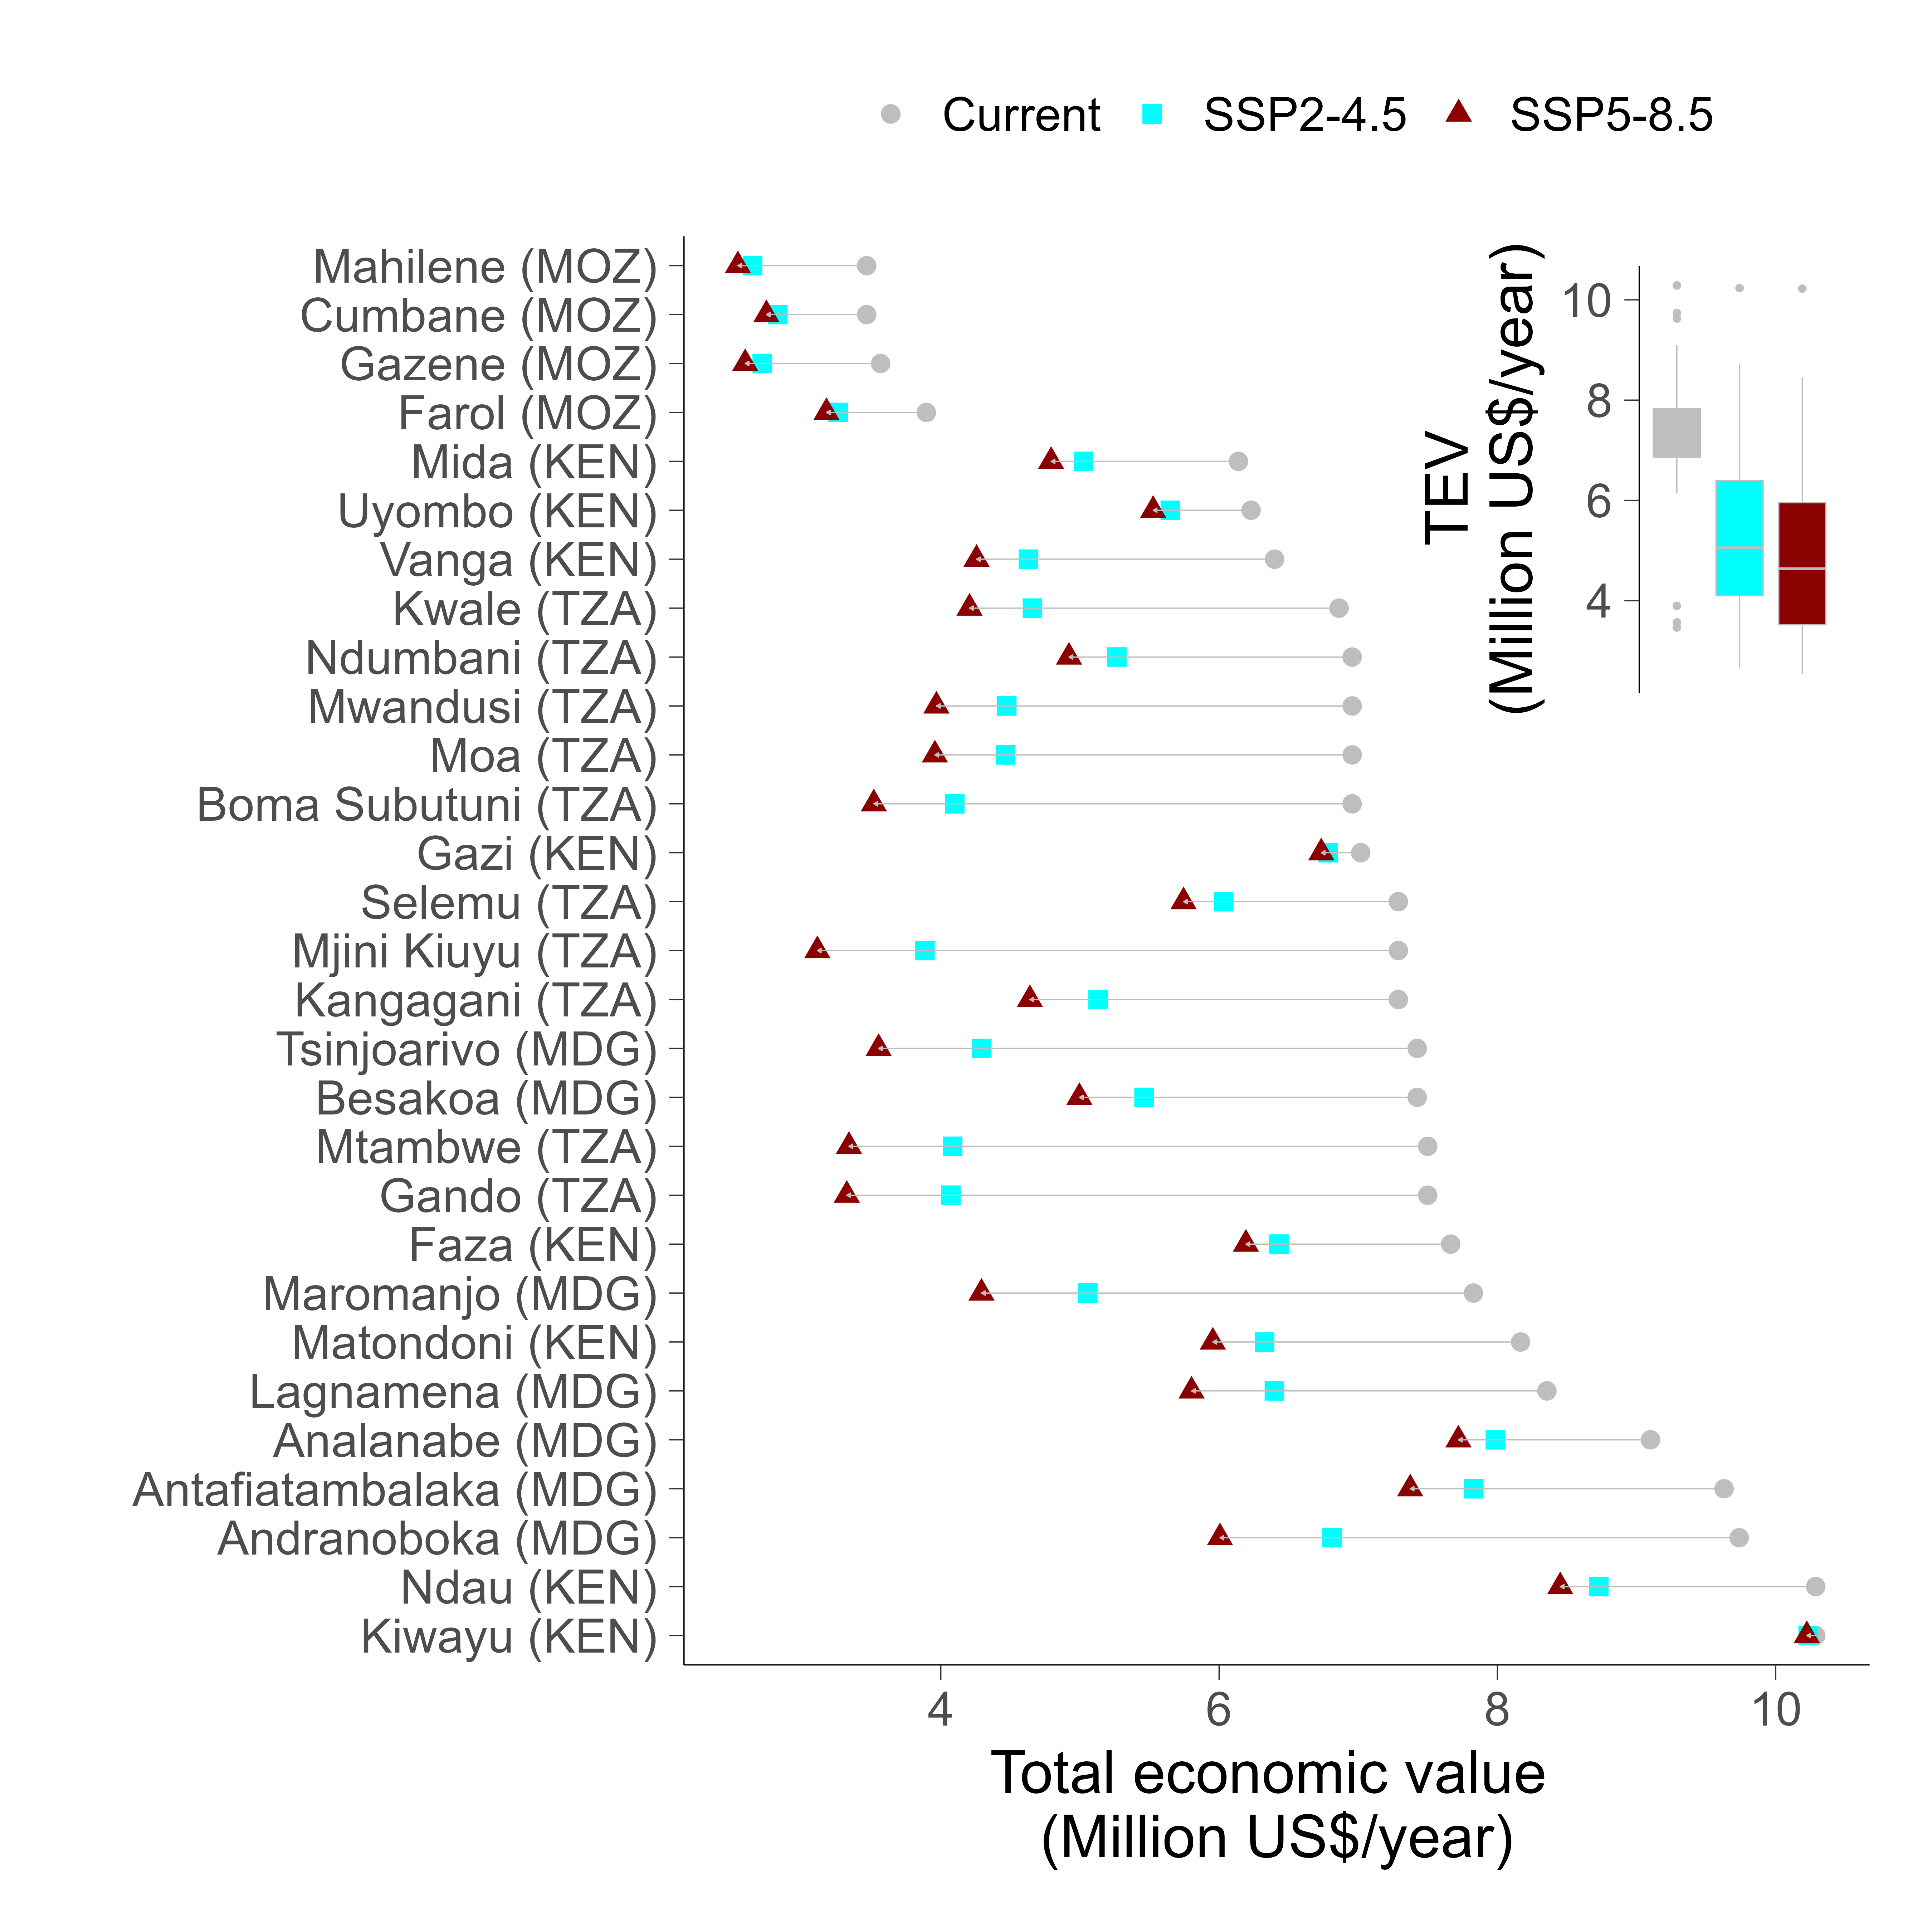 Current SSP2-4.5 SSP5-8.5
Mahilene (MOZ)
Cumbane (MOZ)
Gazene (MOZ)
Farol (MOZ)
Mida (KEN)
Uyombo (KEN)
Vanga (KEN)
Kwale (TZA)
Ndumbani (TZA)
Mwandusi (TZA)
Moa (TZA)
Boma Subutuni (TZA)
Gazi (KEN)
Selemu (TZA)
Mjini Kiuyu (TZA)
Kangagani (TZA)
Tsinjoarivo (MDG)
Besakoa (MDG)
Mtambwe (TZA)
Gando (TZA)
Faza (KEN)
Maromanjo (MDG)
Matondoni (KEN)
Lagnamena (MDG)
Analanabe (MDG)
Antafiatambalaka (MDG)
Andranoboka (MDG)
Ndau (KEN)
Kiwayu (KEN)
4 6 8 10
Total economic value
(Million US$/year)
TEV
(Million US$/year)
10
8
6
4